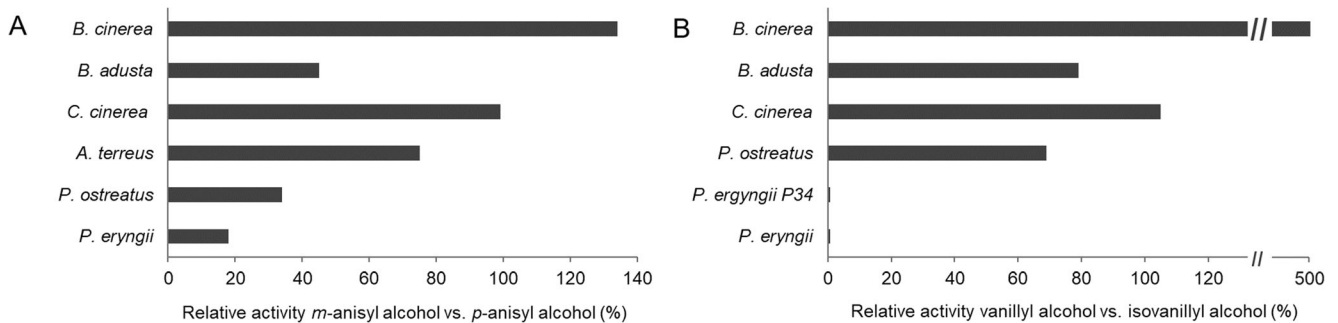 A
B. cinerea
B. adusta
C. cinerea
A. terreus
P. ostreatus
P. eryngii
0 20 40 60 80 100 120 140
Relative activity m-anisyl alcohol vs. p-anisyl alcohol (%)
B
B. cinerea
B. adusta
C. cinerea
P. ostreatus
P. ergyngii P34
P. eryngii
//
//
0 20 40 60 80 100 120 500
Relative activity vanillyl alcohol vs. isovanillyl alcohol (%)